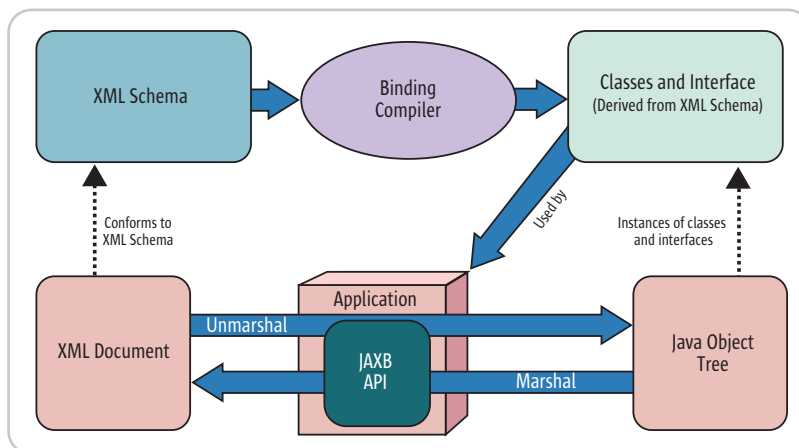 XML Schema
Binding
Compiler
Classes and Interface
(Derived from XML Schema)
Conforms to
XML Schema
Used by
Instances of classes
and interfaces
Application
Unmarshal
XML Document
JAXB
API
Marshal
Java Object
Tree